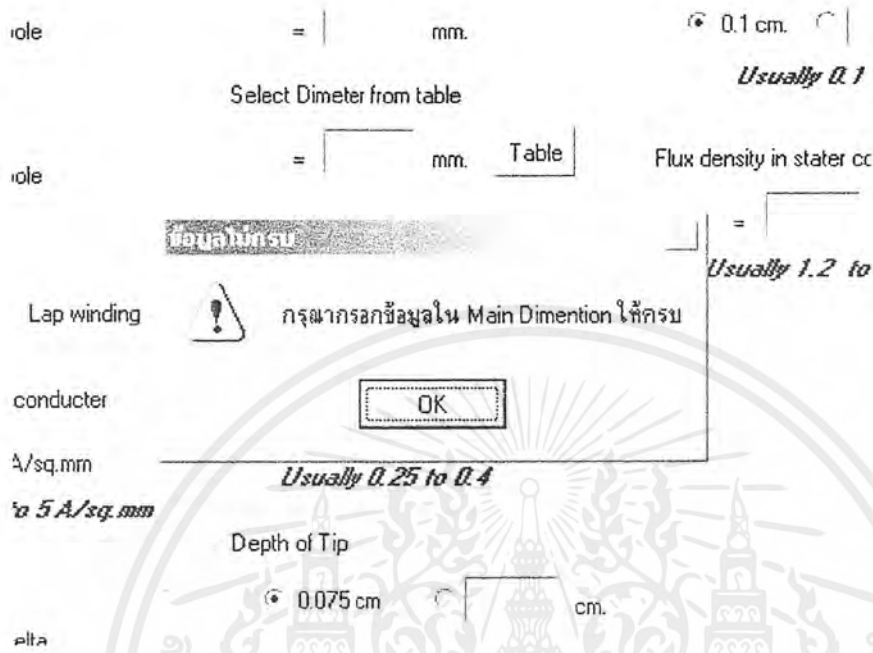 ole = mm. 0.1 cm.
Usually 0.1
Select Dimeter from table
ole = mm. Table Flux density in stater cc
ข้อมูลไม่ครบ =
Usually 1.2 to
Lap winding กรุณากรอกข้อมูลใน Main Dimention ให้ครบ
conducter OK
A/sq.mm
Usually 0.25 to 0.4
to 5 A/sq.mm
Depth of Tip
0.075 cm cm.
elta